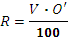 R = V · O′ / 100